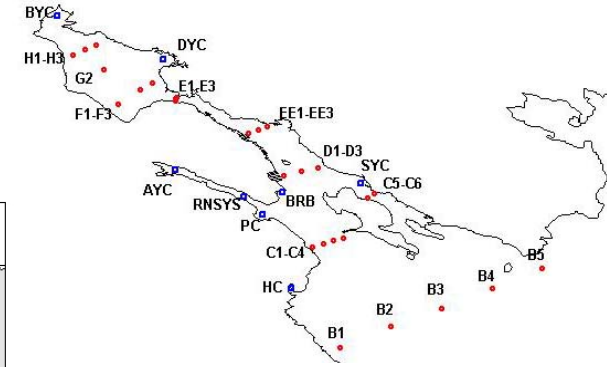 BYC
DYC
H1-H3
G2
E1-E3
F1-F3
EE1-EE3
D1-D3
SYC
C5-C6
AYC
RNSYS
BRB
PC
C1-C4
B5
B4
HC
B3
B2
B1